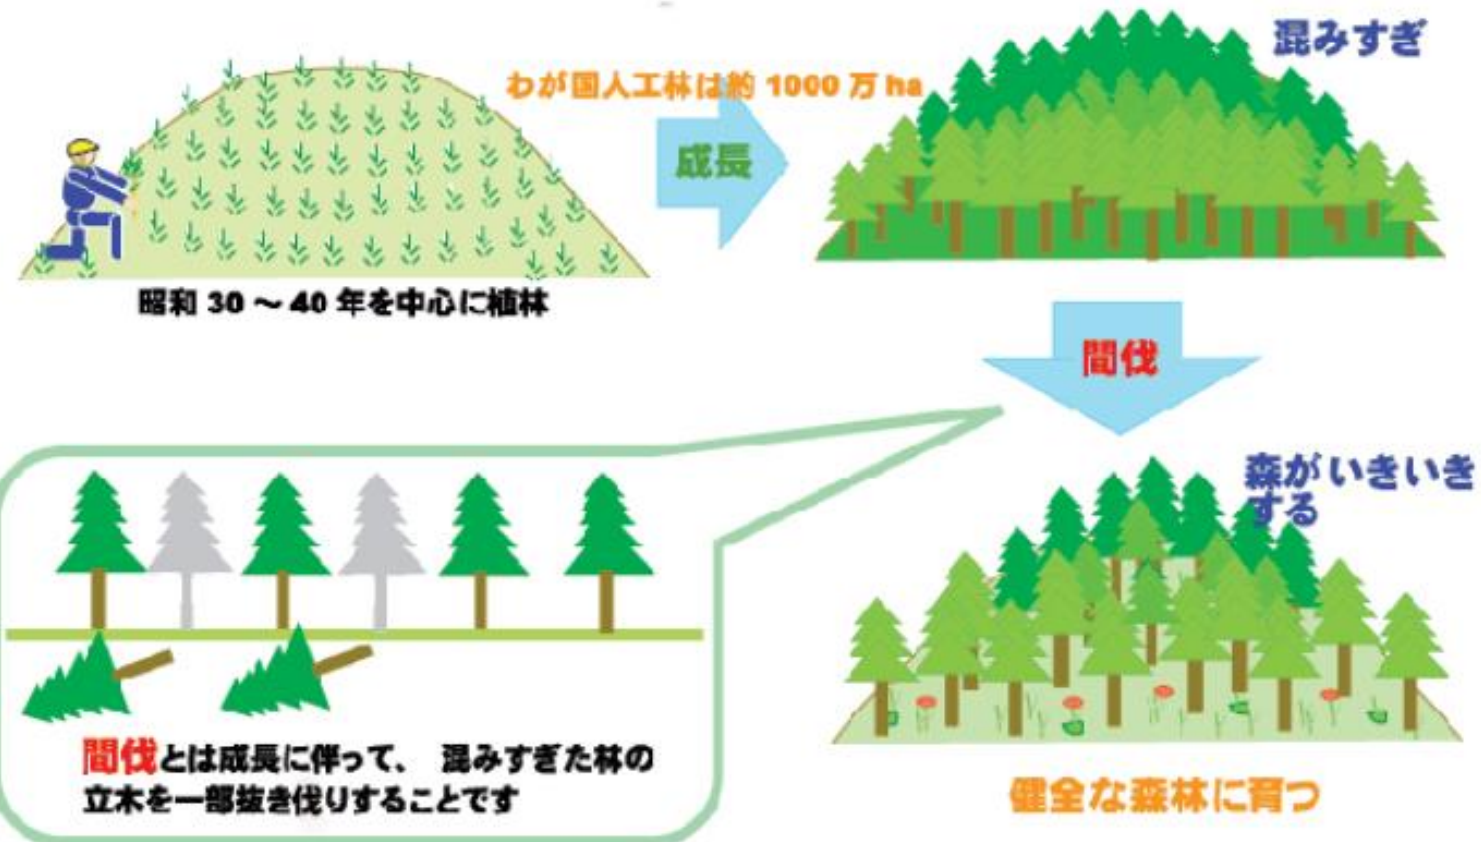 わが国人工林は約 1000 万 ha
混みすぎ
成長
昭和 30 ～ 40 年を中心に植林
間伐
森がいきいき
する
間伐とは成長に伴って、 混みすぎた林の
立木を一部抜き伐りすることです
健全な森林に育つ